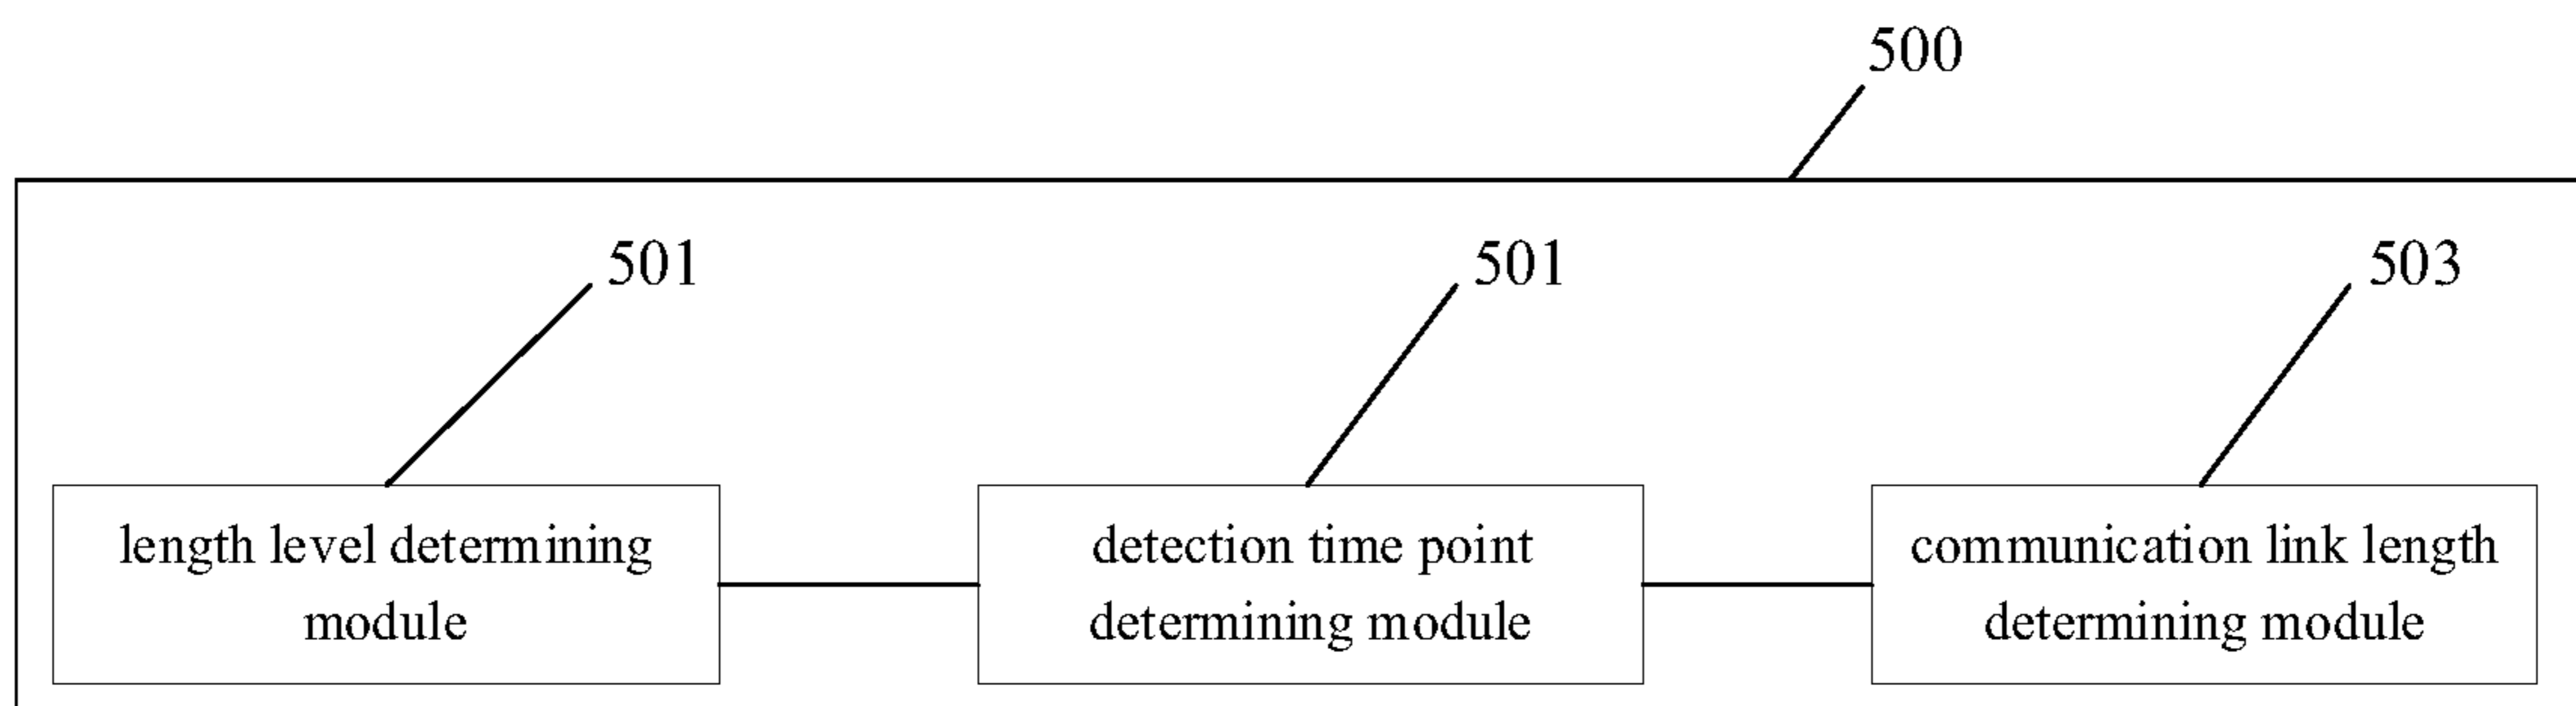 500
501
501
503
length level determining
module
detection time point
determining module
communication link length
determining module